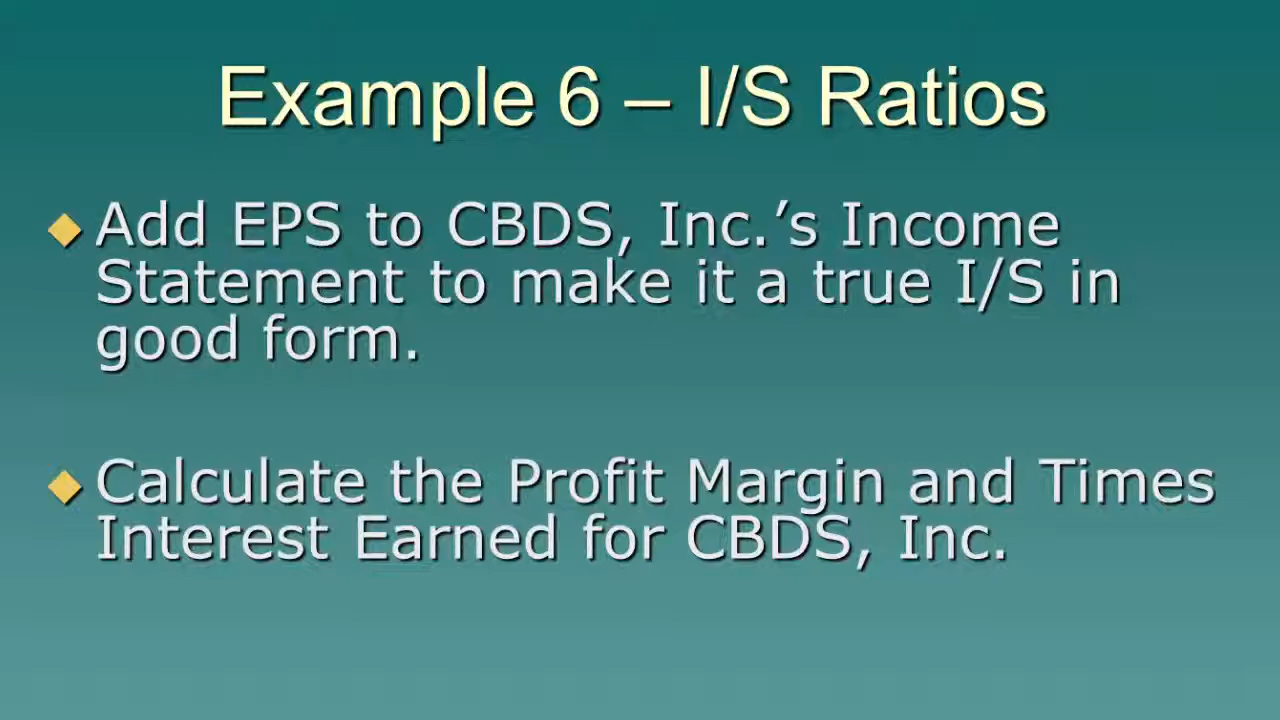 Example 6 – I/S Ratios
Add EPS to CBDS, Inc.’s Income
Statement to make it a true I/S in
good form.
Calculate the Profit Margin and Times
Interest Earned for CBDS, Inc.